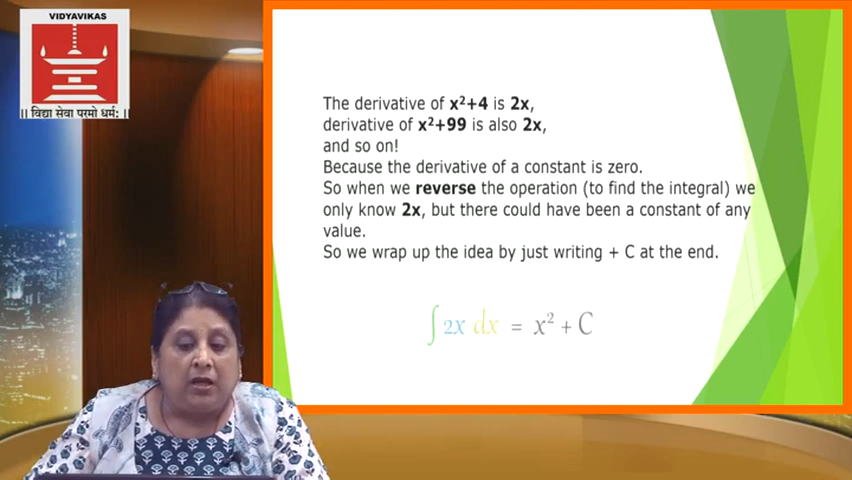 VIDYAVIKAS
|| विद्या सेवा परमो धर्म: ||
The derivative of x²+4 is 2x,
derivative of x²+99 is also 2x,
and so on!
Because the derivative of a constant is zero.
So when we reverse the operation (to find the integral) we
only know 2x, but there could have been a constant of any
value.
So we wrap up the idea by just writing + C at the end.
∫ 2x dx = x² + C